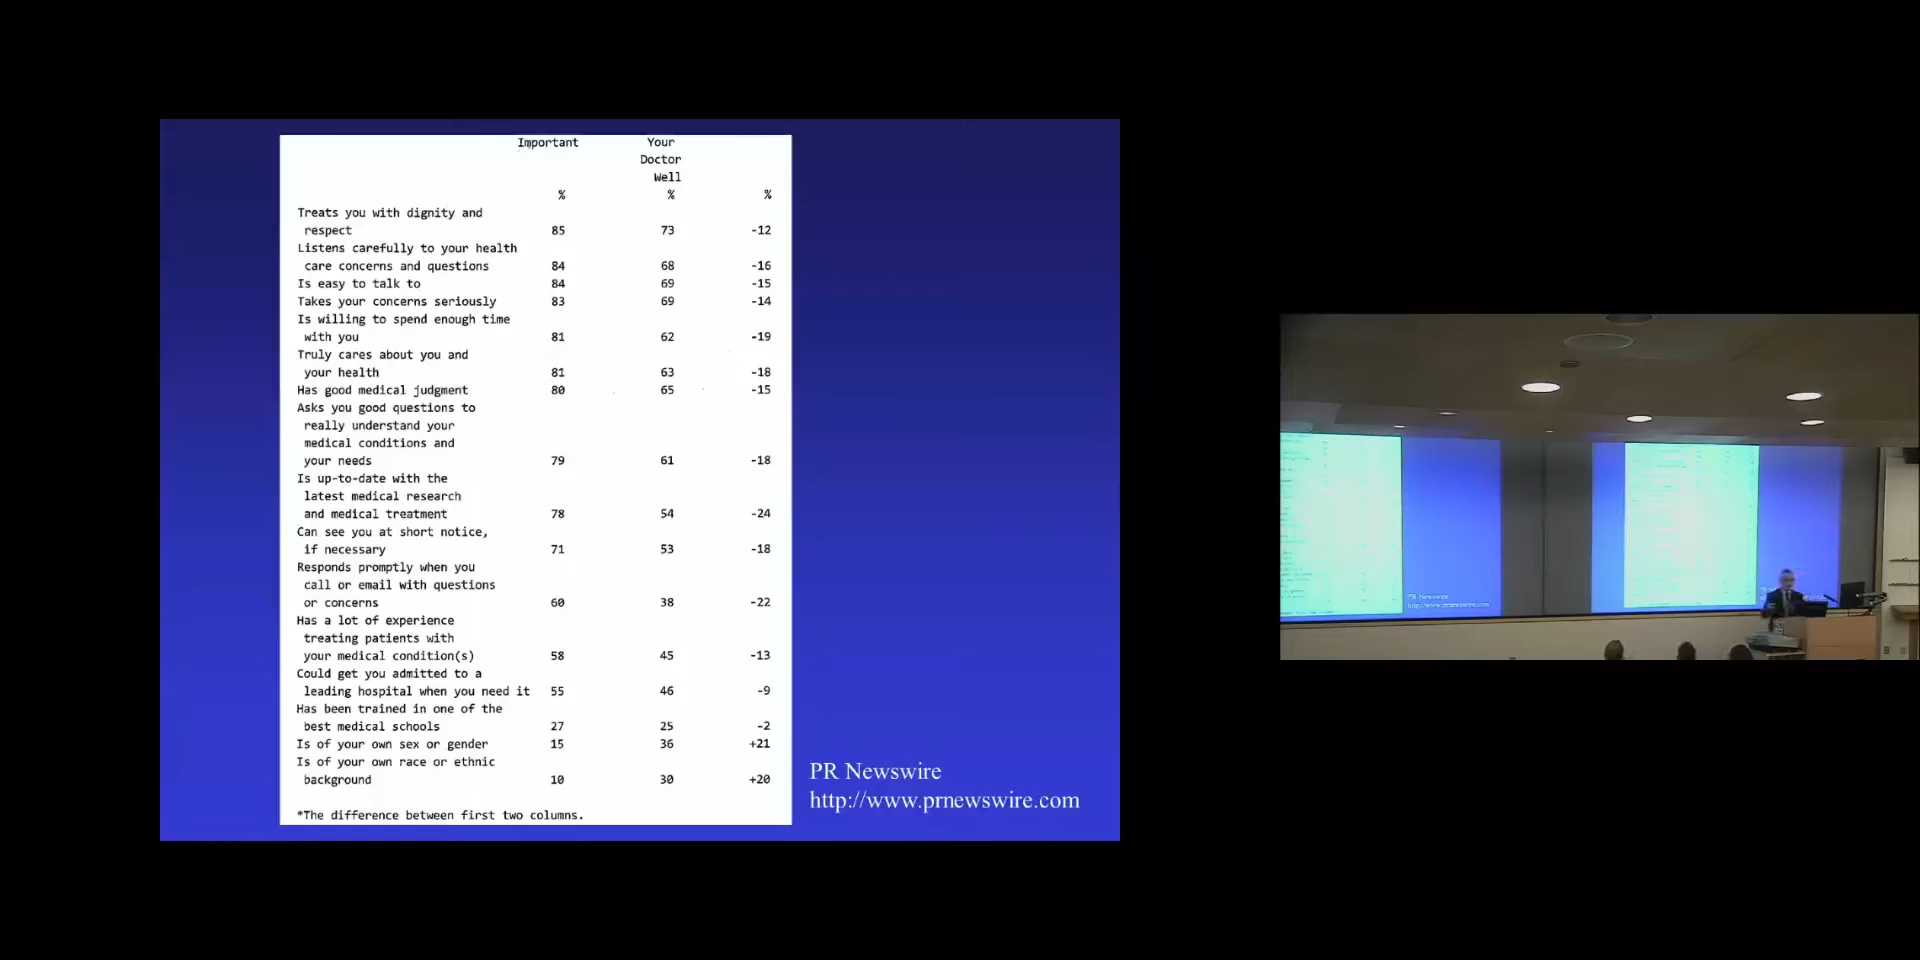 Important Your
Doctor
Well
% % %
Treats you with dignity and
respect 85 73 -12
Listens carefully to your health
care concerns and questions 84 68 -16
Is easy to talk to 84 69 -15
Takes your concerns seriously 83 69 -14
Is willing to spend enough time
with you 81 62 -19
Truly cares about you and
your health 81 63 -18
Has good medical judgment 80 65 -15
Asks you good questions to
really understand your
medical conditions and
your needs 79 61 -18
Is up-to-date with the
latest medical research
and medical treatment 78 54 -24
Can see you at short notice,
if necessary 71 53 -18
Responds promptly when you
call or email with questions
or concerns 60 38 -22
Has a lot of experience
treating patients with
your medical condition(s) 58 45 -13
Could get you admitted to a
leading hospital when you need it 55 46 -9
Has been trained in one of the
best medical schools 27 25 -2
Is of your own sex or gender 15 36 +21
Is of your own race or ethnic
background 10 30 +20
*The difference between first two columns.
PR Newswire
http://www.prnewswire.com
PR Newswire
http://www.prnewswire.com